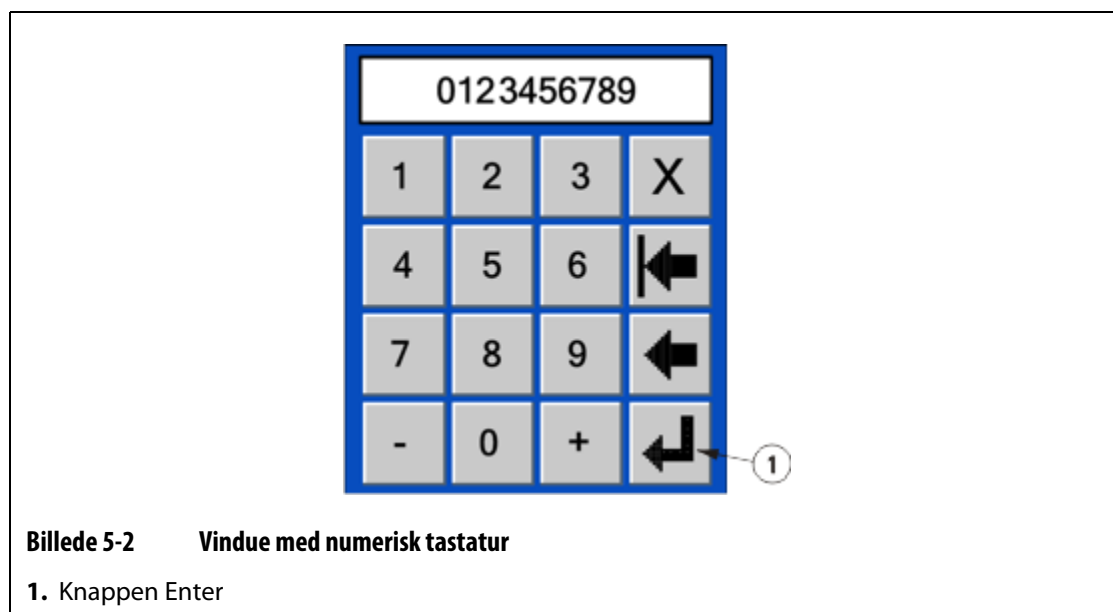 0123456789
1 2 3 X
4 5 6
7 8 9
- 0 +
1
Billede 5-2 Vindue med numerisk tastatur
1. Knappen Enter